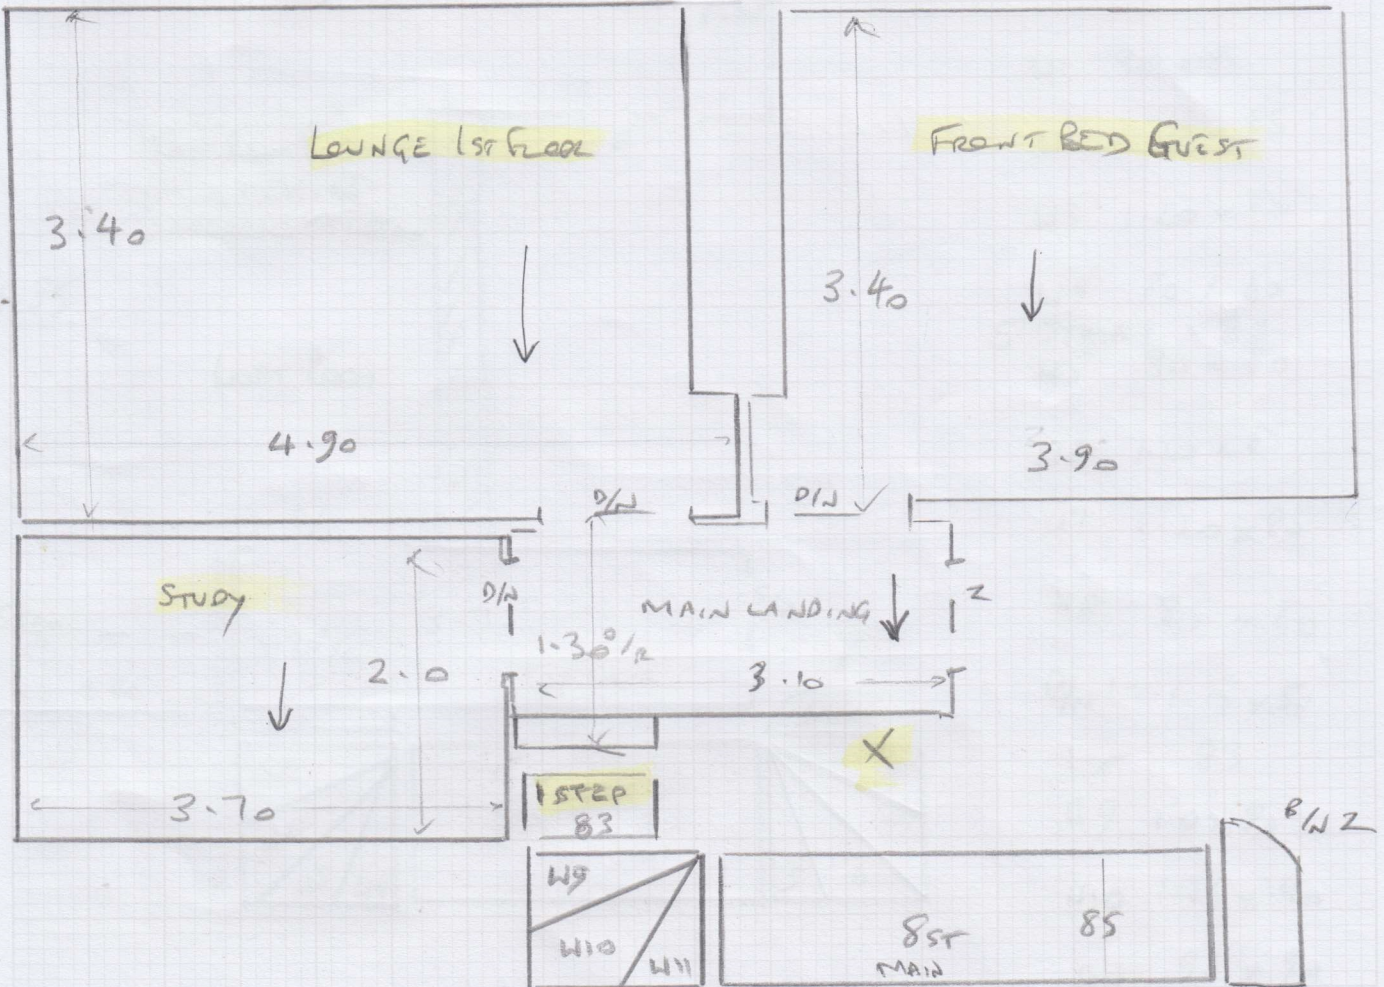 LOUNGE 1ST FLOOR
FRONT BED GUEST
3.40
3.40
4.90
3.90
D/N
D/N
STUDY
D/N
MAIN LANDING
Z
1.30 O/R
2.0
3.10
3.70
X
1 STEP
83
B/N Z
W9
W10
W11
8ST
MAIN
85